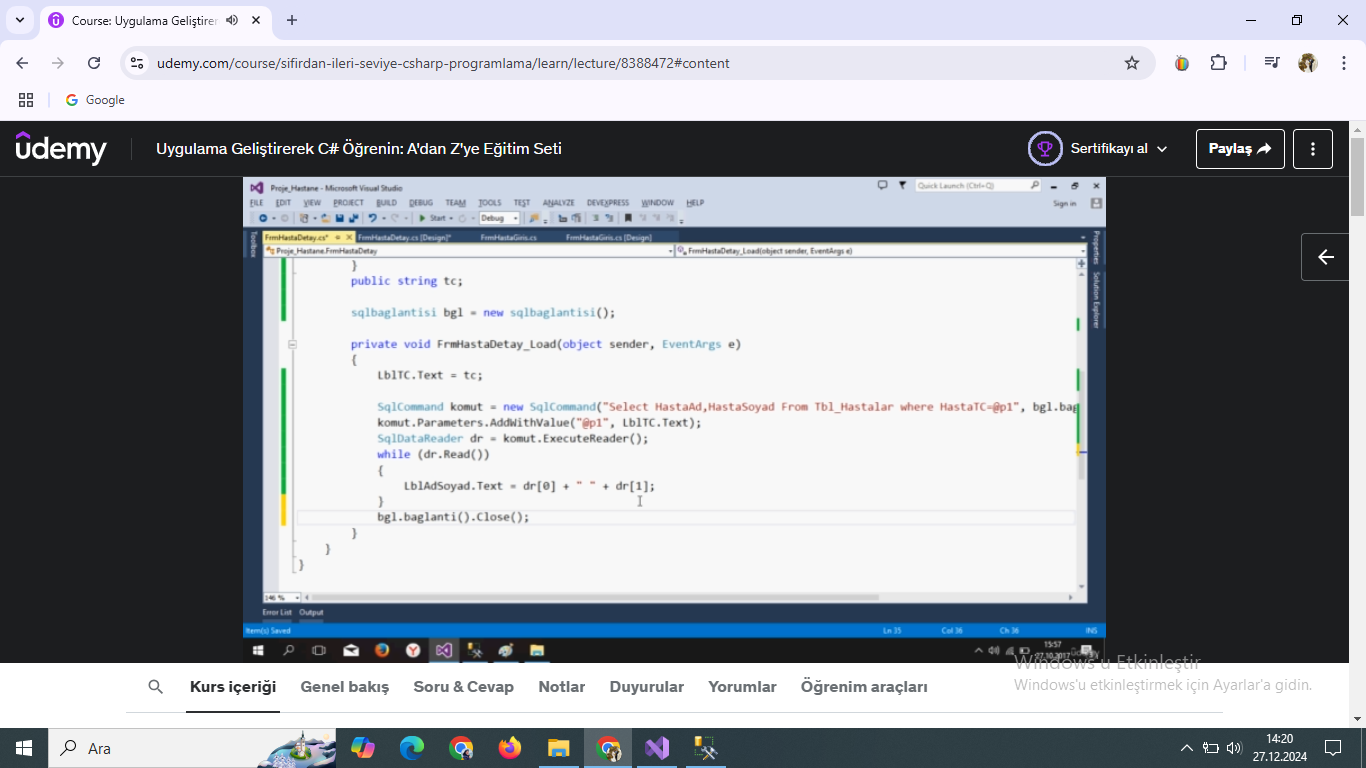 Course: Uygulama Geliştiren
udemy.com/course/sifirdan-ileri-seviye-csharp-programlama/learn/lecture/8388472#content
Google
ûdemy
Uygulama Geliştirerek C# Öğrenin: A'dan Z'ye Eğitim Seti
Sertifikayı al
Paylaş
Proje_Hastane - Microsoft Visual Studio
Quick Launch (Ctrl+Q)
FILE EDIT VIEW PROJECT BUILD DEBUG TEAM TOOLS TEST ANALYZE DEVEXPRESS WINDOW HELP
Sign in
Start
Debug
Toolbox
FrmHastaDetay.cs*
FrmHastaDetay.cs [Design]*
FrmHastaGiris.cs
FrmHastaGiris.cs [Design]
Proje_Hastane.FrmHastaDetay
FrmHastaDetay_Load(object sender, EventArgs e)
Properties
Solution Explorer
}
public string tc;
sqlbaglantisi bgl = new sqlbaglantisi();
private void FrmHastaDetay_Load(object sender, EventArgs e)
{
LblTC.Text = tc;
SqlCommand komut = new SqlCommand("Select HastaAd,HastaSoyad From Tbl_Hastalar where HastaTC=@p1", bgl.bag
komut.Parameters.AddWithValue("@p1", LblTC.Text);
SqlDataReader dr = komut.ExecuteReader();
while (dr.Read())
{
LblAdSoyad.Text = dr[0] + " " + dr[1];
}
bgl.baglanti().Close();
}
}
}
146 %
Error List Output
Item(s) Saved
Ln 35
Col 36
Ch 36
INS
15:57
27.10.2017
ûdemy
Windows'u Etkinleştir
Windows'u etkinleştirmek için Ayarlar'a gidin.
Kurs içeriği
Genel bakış
Soru & Cevap
Notlar
Duyurular
Yorumlar
Öğrenim araçları
Ara
14:20
27.12.2024